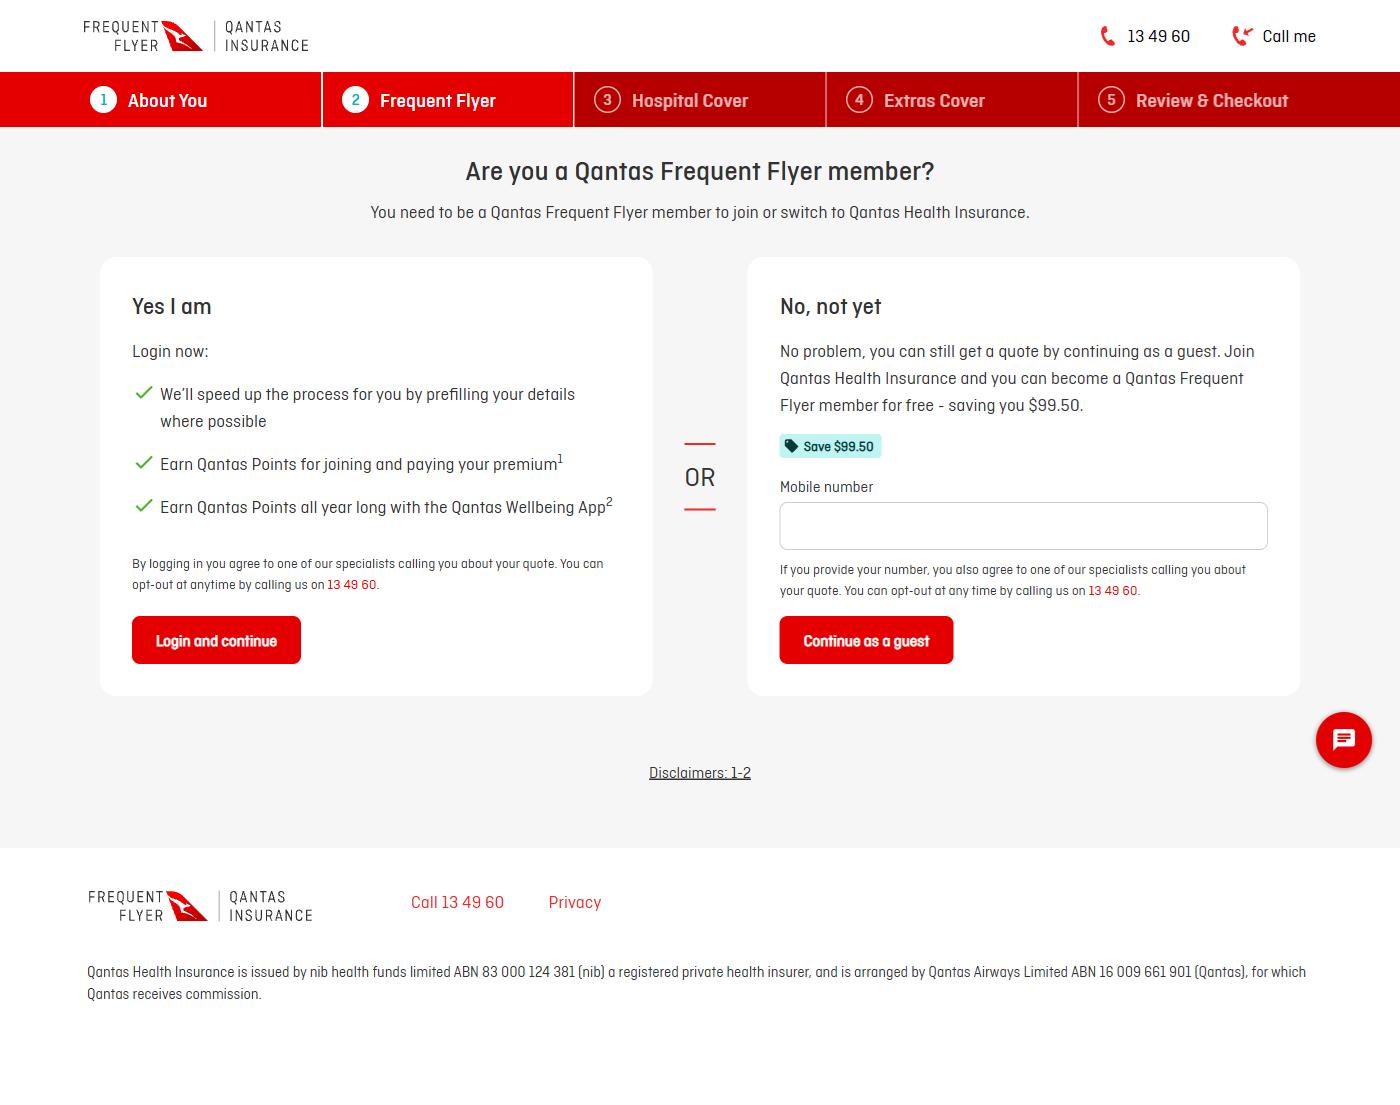 FREQUENT FLYER | QANTAS INSURANCE
13 49 60
Call me
1 About You
2 Frequent Flyer
3 Hospital Cover
4 Extras Cover
5 Review & Checkout
Are you a Qantas Frequent Flyer member?
You need to be a Qantas Frequent Flyer member to join or switch to Qantas Health Insurance.
Yes I am
Login now:
We'll speed up the process for you by prefilling your details
where possible
Earn Qantas Points for joining and paying your premium1
Earn Qantas Points all year long with the Qantas Wellbeing App2
By logging in you agree to one of our specialists calling you about your quote. You can
opt-out at anytime by calling us on 13 49 60.
Login and continue
OR
No, not yet
No problem, you can still get a quote by continuing as a guest. Join
Qantas Health Insurance and you can become a Qantas Frequent
Flyer member for free - saving you $99.50.
Save $99.50
Mobile number
If you provide your number, you also agree to one of our specialists calling you about
your quote. You can opt-out at any time by calling us on 13 49 60.
Continue as a guest
Disclaimers: 1-2
FREQUENT FLYER | QANTAS INSURANCE
Call 13 49 60
Privacy
Qantas Health Insurance is issued by nib health funds limited ABN 83 000 124 381 (nib) a registered private health insurer, and is arranged by Qantas Airways Limited ABN 16 009 661 901 (Qantas), for which
Qantas receives commission.